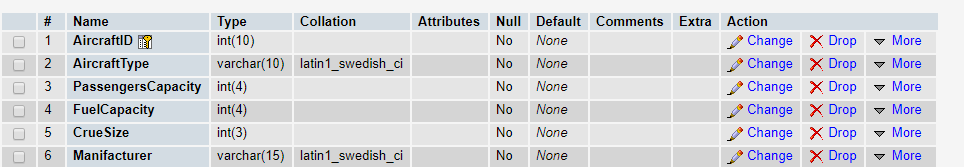 # Name Type Collation Attributes Null Default Comments Extra Action
1 AircraftID int(10) No None Change Drop More
2 AircraftType varchar(10) latin1_swedish_ci No None Change Drop More
3 PassengersCapacity int(4) No None Change Drop More
4 FuelCapacity int(4) No None Change Drop More
5 CrueSize int(3) No None Change Drop More
6 Manifacturer varchar(15) latin1_swedish_ci No None Change Drop More